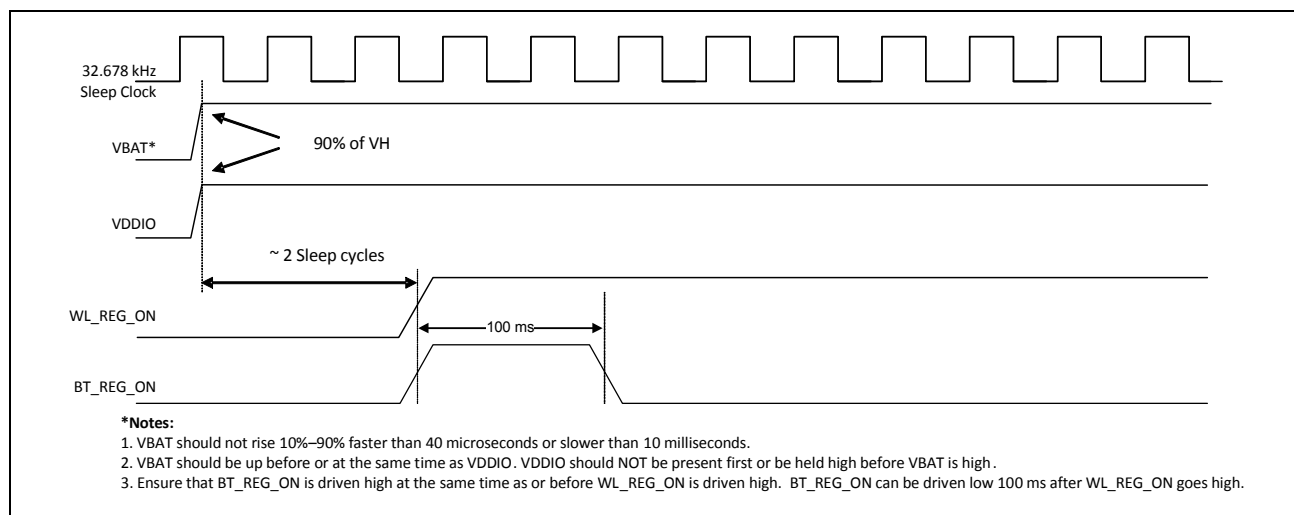 32.678 kHz
Sleep Clock
VBAT*
90% of VH
VDDIO
~ 2 Sleep cycles
WL_REG_ON
100 ms
BT_REG_ON
*Notes:
1. VBAT should not rise 10%–90% faster than 40 microseconds or slower than 10 milliseconds.
2. VBAT should be up before or at the same time as VDDIO. VDDIO should NOT be present first or be held high before VBAT is high.
3. Ensure that BT_REG_ON is driven high at the same time as or before WL_REG_ON is driven high. BT_REG_ON can be driven low 100 ms after WL_REG_ON goes high.